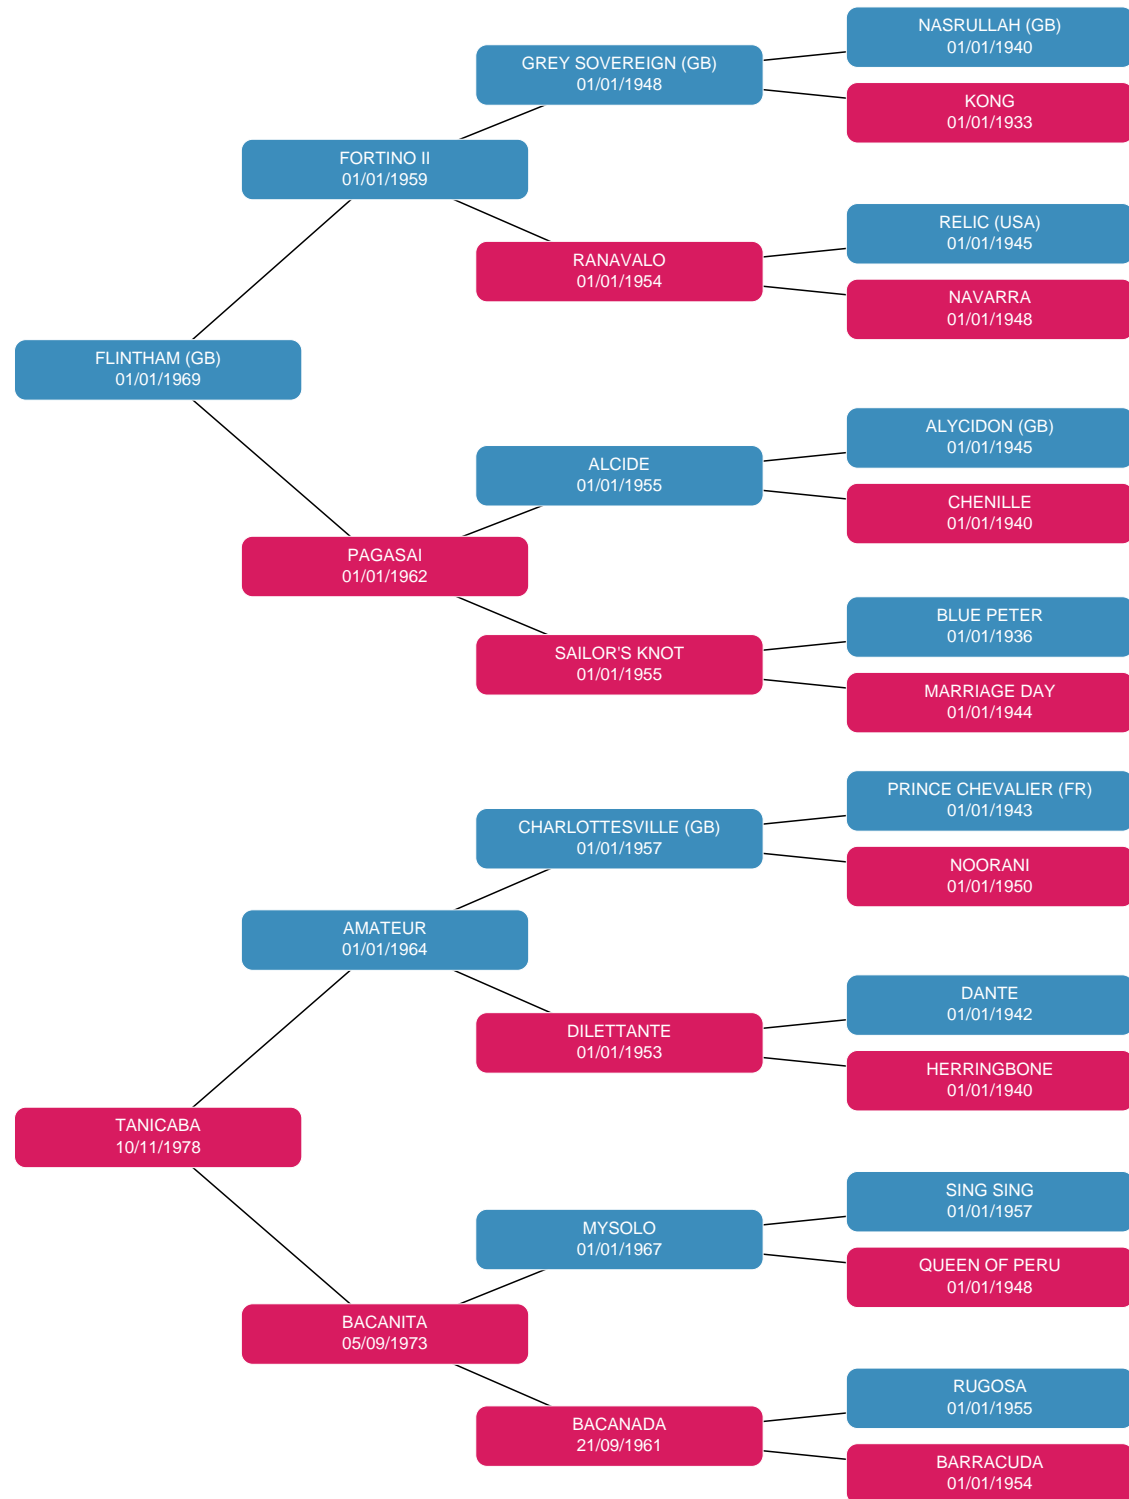 NASRULLAH (GB)
01/01/1940
GREY SOVEREIGN (GB)
01/01/1948
KONG
01/01/1933
FORTINO II
01/01/1959
RELIC (USA)
01/01/1945
RANAVALO
01/01/1954
NAVARRA
01/01/1948
FLINTHAM (GB)
01/01/1969
ALYCIDON (GB)
01/01/1945
ALCIDE
01/01/1955
CHENILLE
01/01/1940
PAGASAI
01/01/1962
BLUE PETER
01/01/1936
SAILOR'S KNOT
01/01/1955
MARRIAGE DAY
01/01/1944
PRINCE CHEVALIER (FR)
01/01/1943
CHARLOTTESVILLE (GB)
01/01/1957
NOORANI
01/01/1950
AMATEUR
01/01/1964
DANTE
01/01/1942
DILETTANTE
01/01/1953
HERRINGBONE
01/01/1940
TANICABA
10/11/1978
SING SING
01/01/1957
MYSOLO
01/01/1967
QUEEN OF PERU
01/01/1948
BACANITA
05/09/1973
RUGOSA
01/01/1955
BACANADA
21/09/1961
BARRACUDA
01/01/1954